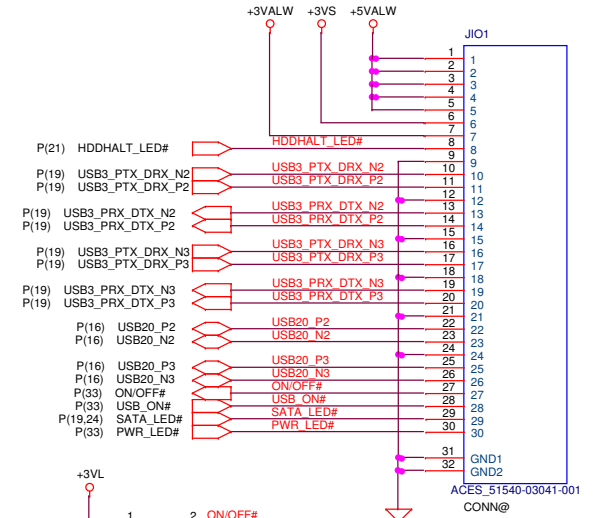 +3VALW +3VS +5VALW
JIO1
1 1
2 2
3 3
4 4
5 5
6 6
7 7
P(21) HDDHALT_LED# HDDHALT_LED# 8 8
9 9
P(19) USB3_PTX_DRX_N2 USB3_PTX_DRX_N2 10 10
P(19) USB3_PTX_DRX_P2 USB3_PTX_DRX_P2 11 11
12 12
P(19) USB3_PRX_DTX_N2 USB3_PRX_DTX_N2 13 13
P(19) USB3_PRX_DTX_P2 USB3_PRX_DTX_P2 14 14
15 15
P(19) USB3_PTX_DRX_N3 USB3_PTX_DRX_N3 16 16
P(19) USB3_PTX_DRX_P3 USB3_PTX_DRX_P3 17 17
18 18
P(19) USB3_PRX_DTX_N3 USB3_PRX_DTX_N3 19 19
P(19) USB3_PRX_DTX_P3 USB3_PRX_DTX_P3 20 20
21 21
P(16) USB20_P2 USB20_P2 22 22
P(16) USB20_N2 USB20_N2 23 23
24 24
P(16) USB20_P3 USB20_P3 25 25
P(16) USB20_N3 USB20_N3 26 26
P(33) ON/OFF# ON/OFF# 27 27
P(33) USB_ON# USB_ON# 28 28
P(19,24) SATA_LED# SATA_LED# 29 29
P(33) PWR_LED# PWR_LED# 30 30
31 GND1
32 GND2
+3VL
ACES_51540-03041-001
CONN@
1 2 ON/OFF#